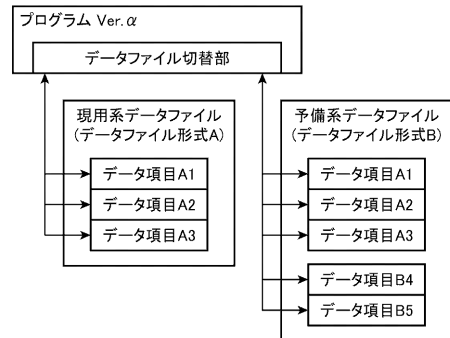 プログラム Ver.α
データファイル切替部
現用系データファイル
(データファイル形式A)
データ項目A1
データ項目A2
データ項目A3
予備系データファイル
(データファイル形式B)
データ項目A1
データ項目A2
データ項目A3
データ項目B4
データ項目B5